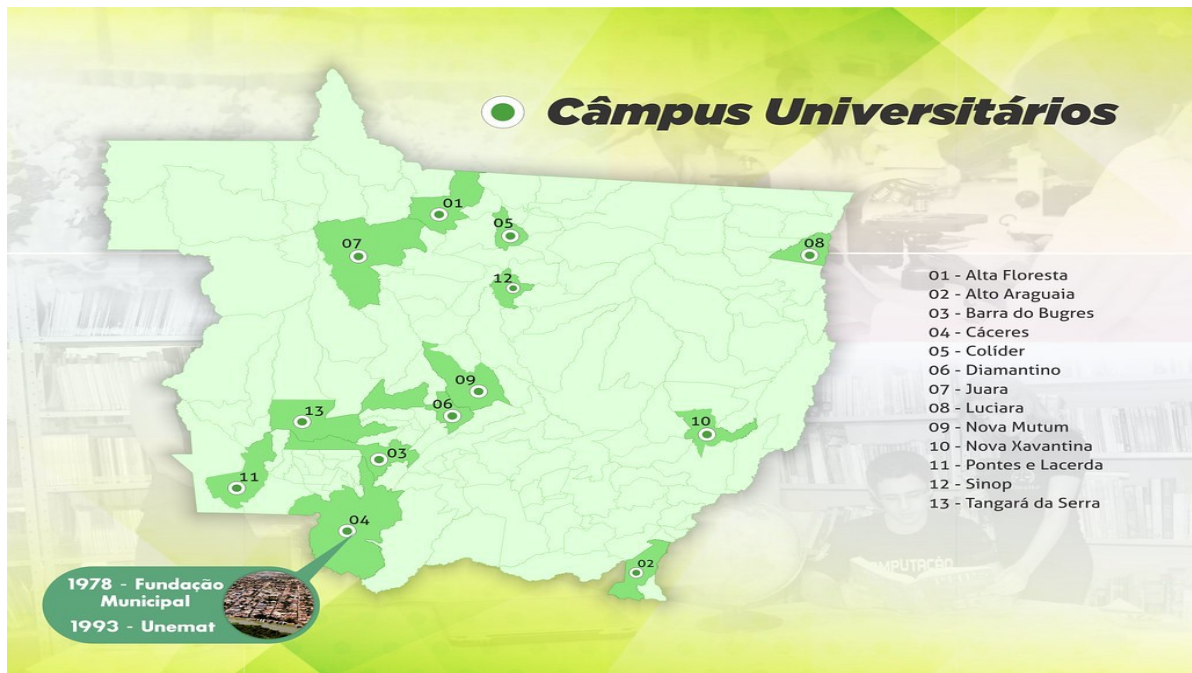 Câmpus Universitários
01
05
07
08
12
09
13
06
10
03
11
04
02
01 - Alta Floresta
02 - Alto Araguaia
03 - Barra do Bugres
04 - Cáceres
05 - Colíder
06 - Diamantino
07 - Juara
08 - Luciara
09 - Nova Mutum
10 - Nova Xavantina
11 - Pontes e Lacerda
12 - Sinop
13 - Tangará da Serra
1978 - Fundação
Municipal
1993 - Unemat